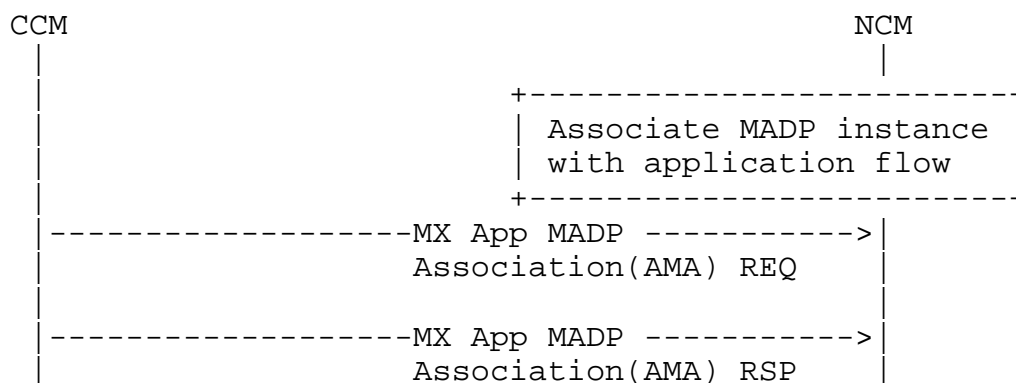 CCM NCM
Associate MADP instance
with application flow
MX App MADP
Association(AMA) REQ
MX App MADP
Association(AMA) RSP